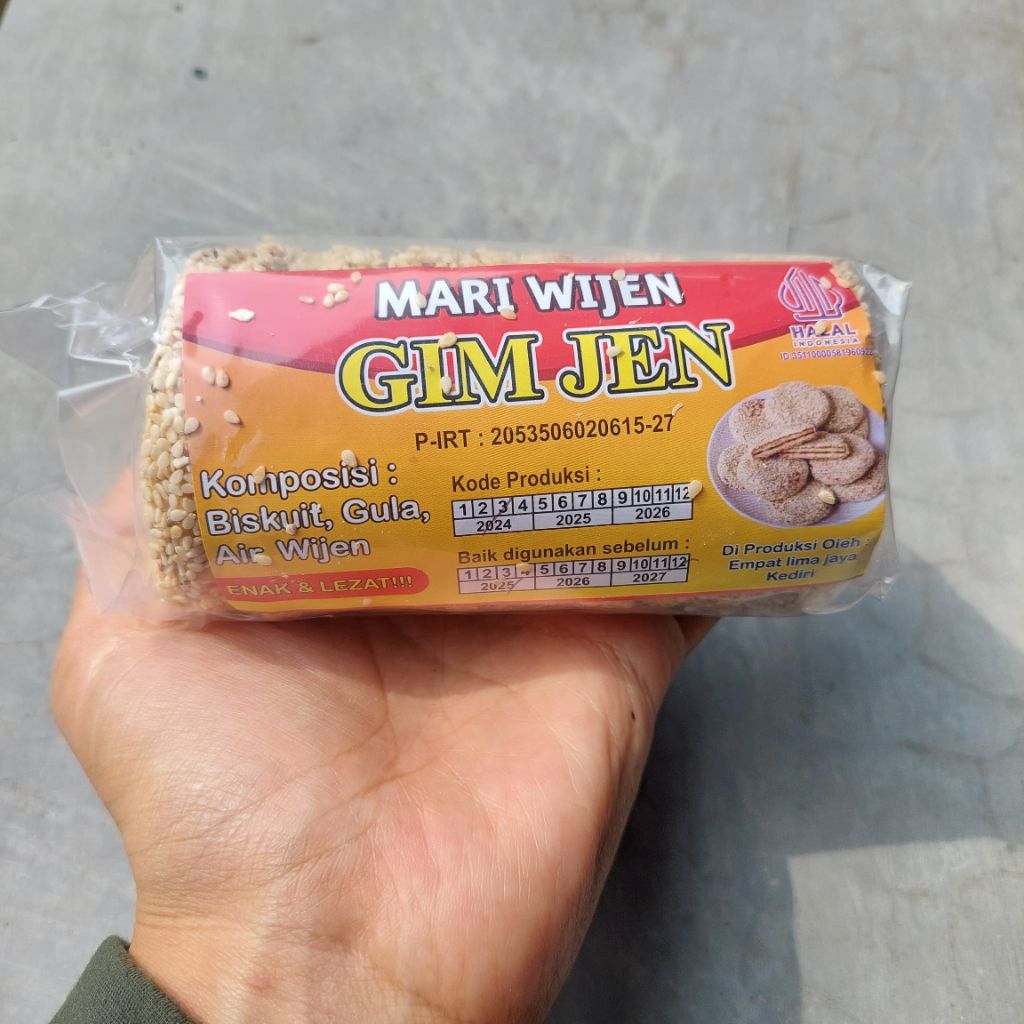 MARI WIJEN
GIM JEN
HALAL
INDONESIA
P-IRT : 2053506020615-27
Komposisi :
Biskuit, Gula,
Air, Wijen
ENAK & LEZAT!!!
Kode Produksi :
1 2 3 4 5 6 7 8 9 10 11 12
2024 2025 2026
Baik digunakan sebelum :
1 2 3 4 5 6 7 8 9 10 11 12
2025 2026 2027
Di Produksi Oleh :
Empat lima jaya
Kediri